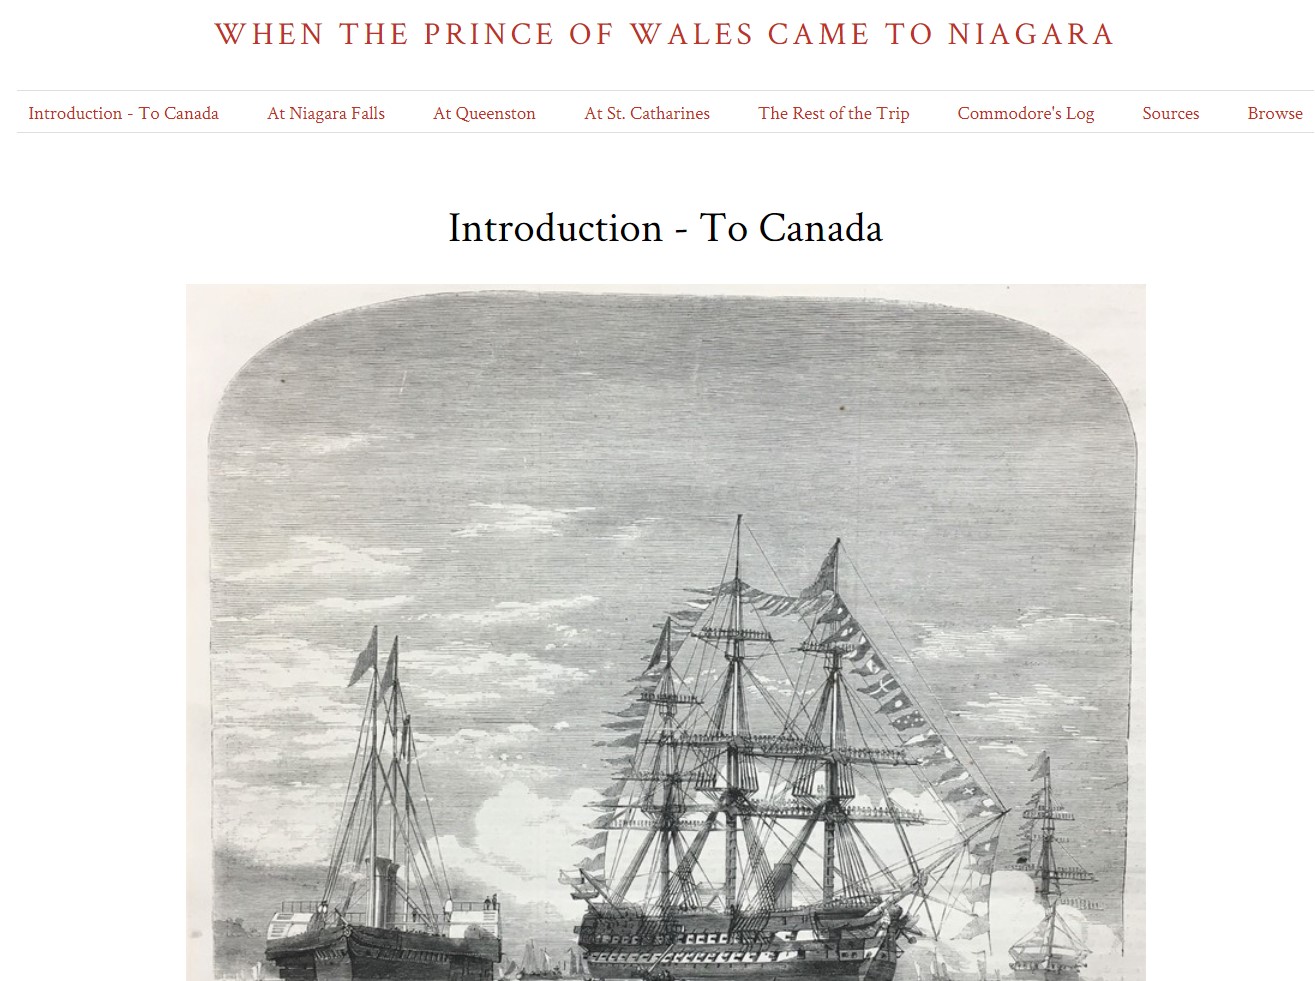 WHEN THE PRINCE OF WALES CAME TO NIAGARA
Introduction - To Canada At Niagara Falls At Queenston At St. Catharines The Rest of the Trip Commodore's Log Sources Browse
Introduction - To Canada